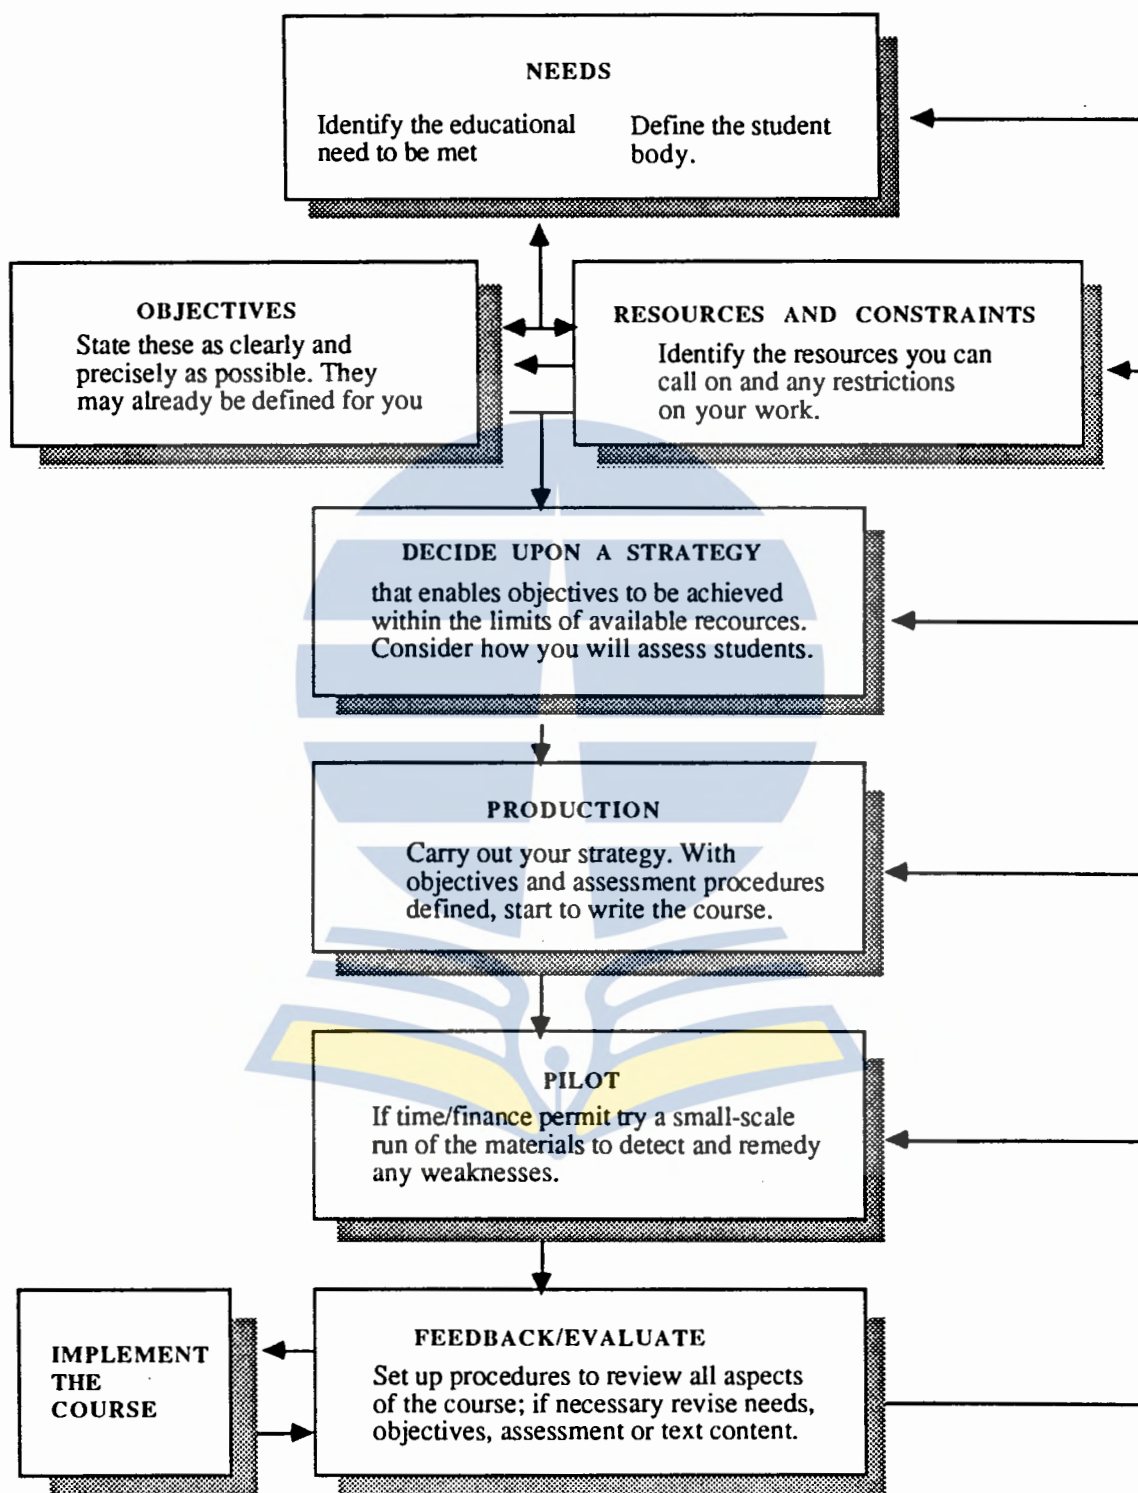 NEEDS
Identify the educational
need to be met
Define the student
body.
OBJECTIVES
State these as clearly and
precisely as possible. They
may already be defined for you
RESOURCES AND CONSTRAINTS
Identify the resources you can
call on and any restrictions
on your work.
DECIDE UPON A STRATEGY
that enables objectives to be achieved
within the limits of available recources.
Consider how you will assess students.
PRODUCTION
Carry out your strategy. With
objectives and assessment procedures
defined, start to write the course.
PILOT
If time/finance permit try a small-scale
run of the materials to detect and remedy
any weaknesses.
IMPLEMENT
THE
COURSE
FEEDBACK/EVALUATE
Set up procedures to review all aspects
of the course; if necessary revise needs,
objectives, assessment or text content.